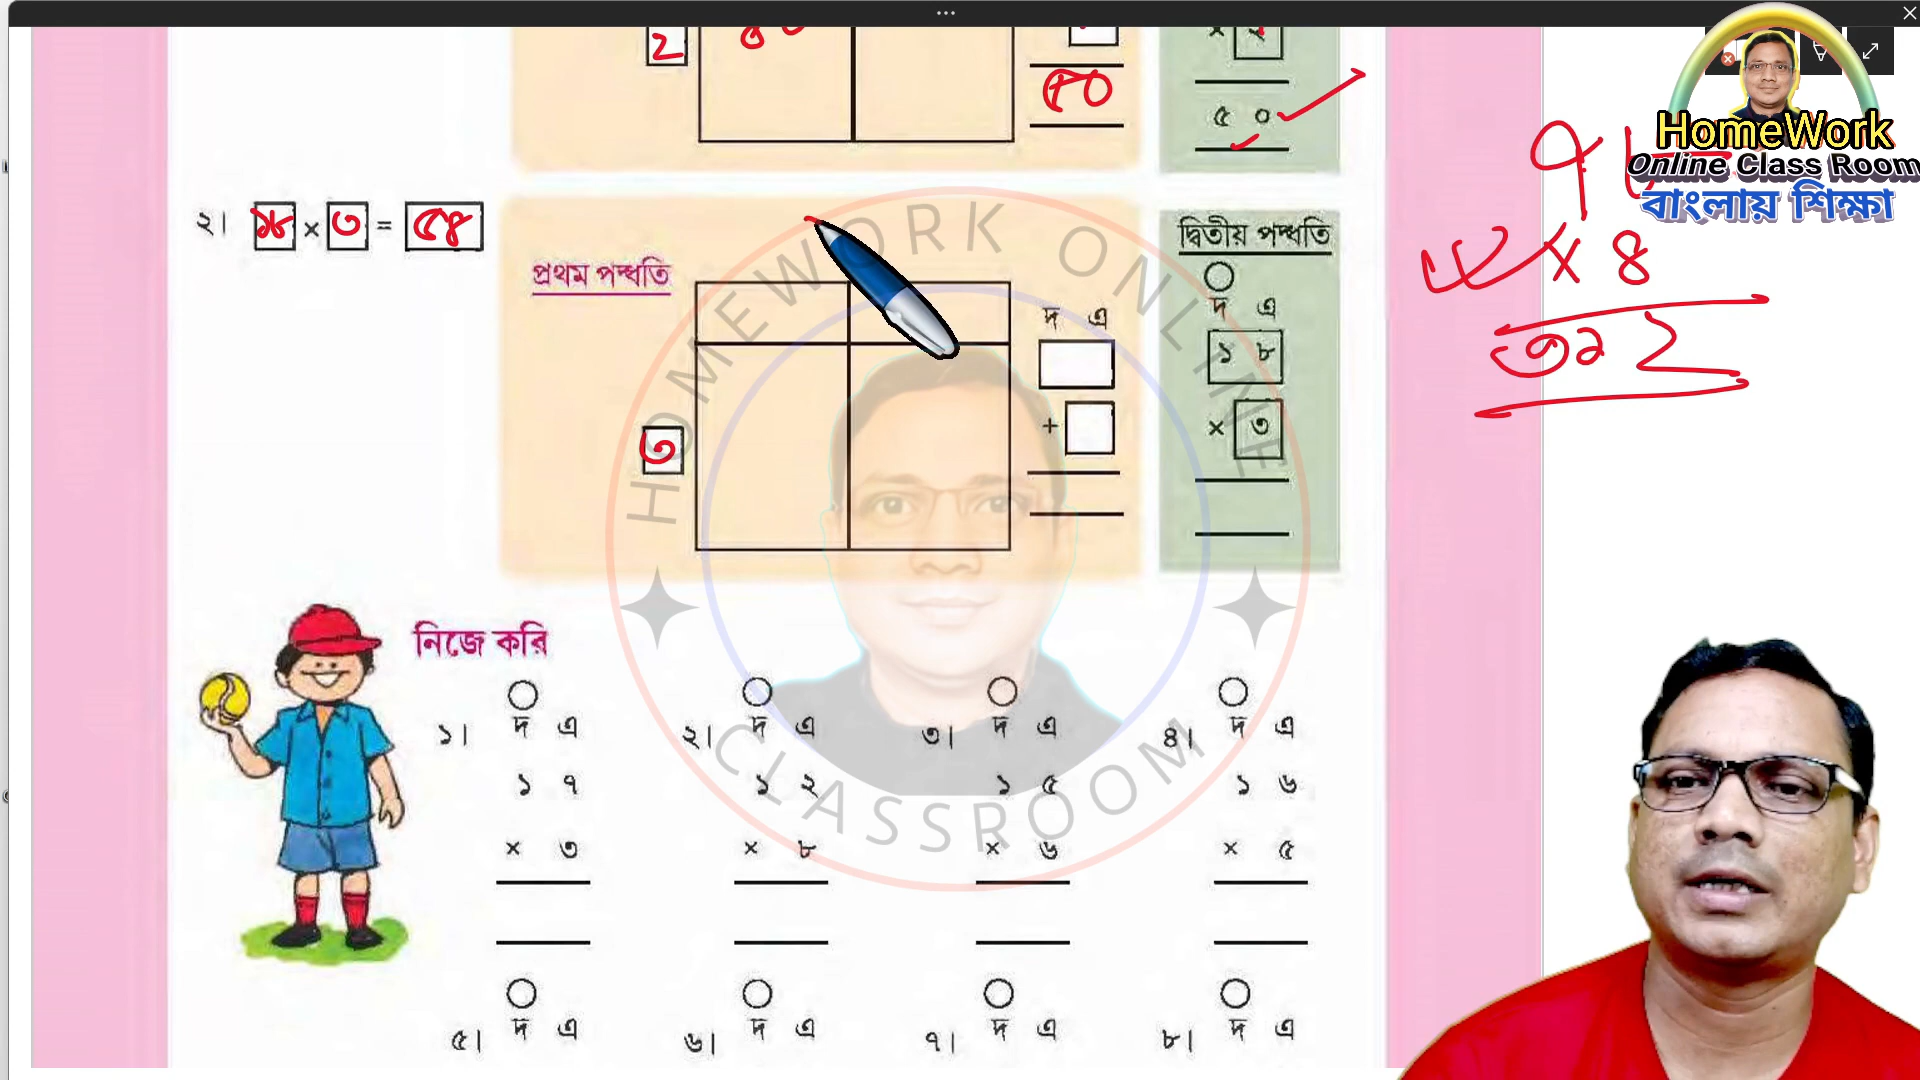 ২
৫০
× ২
৫ ০
HomeWork
Online Class Room
বাংলায় শিক্ষা
× ৪
৩২
২। ১৮ × ৩ = ৫৪
প্রথম পদ্ধতি
৩
দ এ
+
দ্বিতীয় পদ্ধতি
দ এ
১ ৮
× ৩
HOMEWORK ONLINE
CLASSROOM
নিজে করি
১। দ এ
১ ৭
× ৩
২। দ এ
১ ২
× ৮
৩। দ এ
১ ৫
× ৬
৪। দ এ
১ ৬
× ৫
৫। দ এ
৬। দ এ
৭। দ এ
৮। দ এ